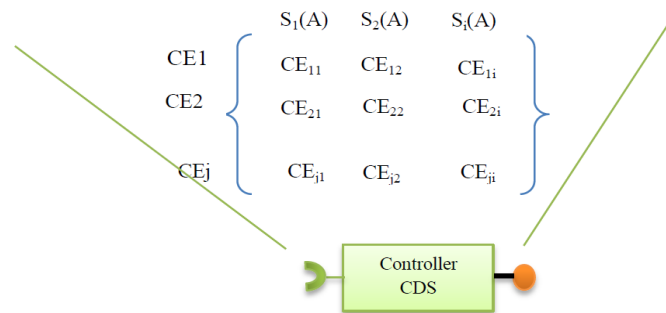 S₁(A) S₂(A) Sᵢ(A)
CE1 CE₁₁ CE₁₂ CE₁ᵢ
CE2 CE₂₁ CE₂₂ CE₂ᵢ
CEj CEⱼ₁ CEⱼ₂ CEⱼᵢ
Controller
CDS